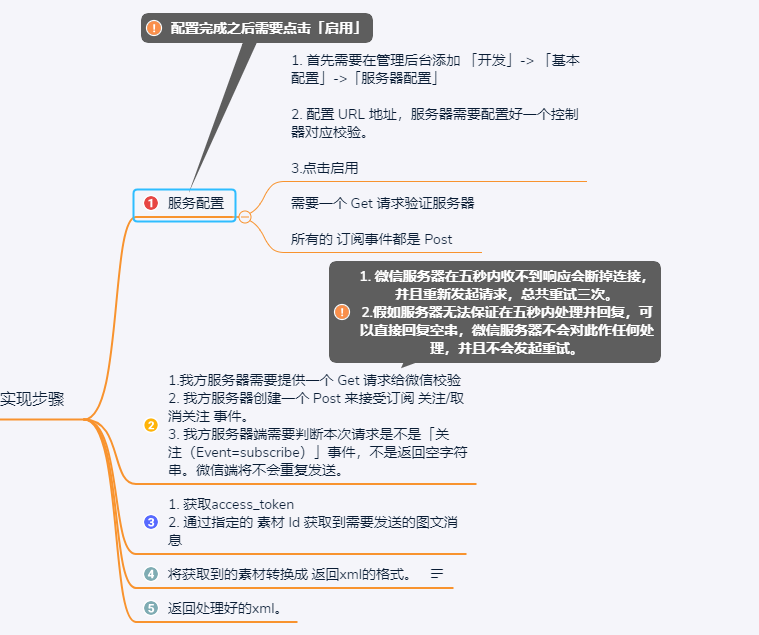 ! 配置完成之后需要点击「启用」
1. 首先需要在管理后台添加 「开发」-> 「基本
配置」->「服务器配置」
2. 配置 URL 地址，服务器需要配置好一个控制
器对应校验。
3.点击启用
1 服务配置
需要一个 Get 请求验证服务器
所有的 订阅事件都是 Post
1. 微信服务器在五秒内收不到响应会断掉连接，
并且重新发起请求，总共重试三次。
! 2.假如服务器无法保证在五秒内处理并回复，可
以直接回复空串，微信服务器不会对此作任何处
理，并且不会发起重试。
实现步骤
1.我方服务器需要提供一个 Get 请求给微信校验
2. 我方服务器创建一个 Post 来接受订阅 关注/取
消关注 事件。
2 3. 我方服务器端需要判断本次请求是不是「关
注（Event=subscribe）」事件，不是返回空字符
串。微信端将不会重复发送。
1. 获取access_token
3 2. 通过指定的 素材 Id 获取到需要发送的图文消
息
4 将获取到的素材转换成 返回xml的格式。
5 返回处理好的xml。